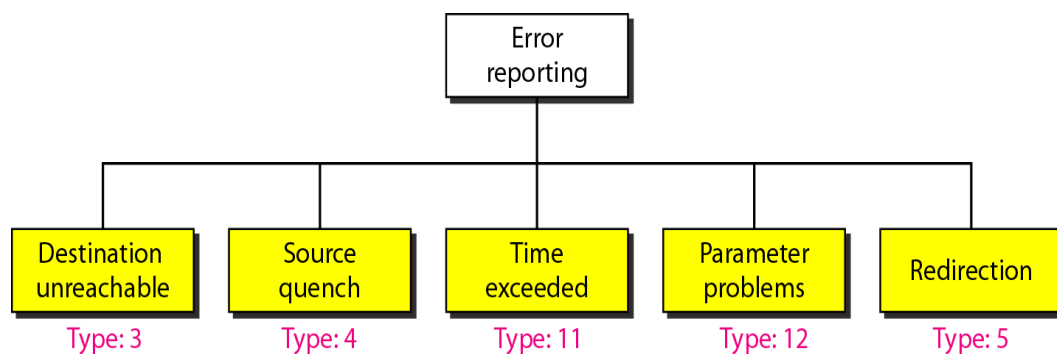 Error
reporting
Destination
unreachable
Source
quench
Time
exceeded
Parameter
problems
Redirection
Type: 3
Type: 4
Type: 11
Type: 12
Type: 5